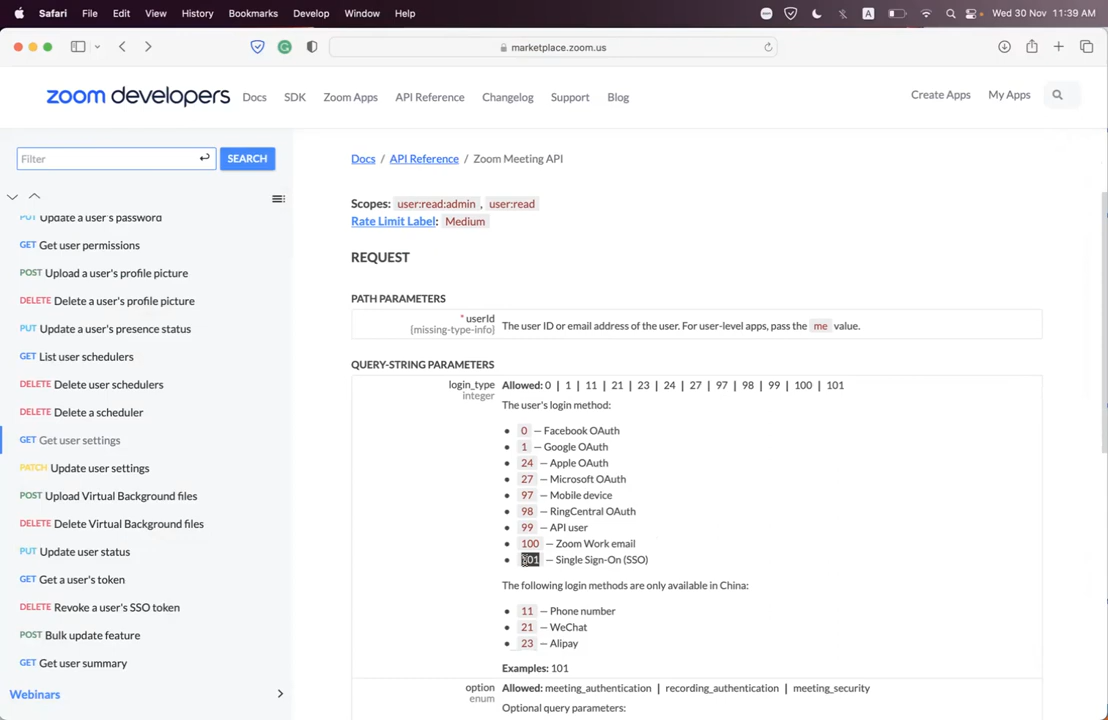 Safari File Edit View History Bookmarks Develop Window Help A Wed 30 Nov 11:39 AM
marketplace.zoom.us
zoom developers Docs SDK Zoom Apps API Reference Changelog Support Blog Create Apps My Apps
Filter SEARCH
PUT Update a user's password
GET Get user permissions
POST Upload a user's profile picture
DELETE Delete a user's profile picture
PUT Update a user's presence status
GET List user schedulers
DELETE Delete user schedulers
DELETE Delete a scheduler
GET Get user settings
PATCH Update user settings
POST Upload Virtual Background files
DELETE Delete Virtual Background files
PUT Update user status
GET Get a user's token
DELETE Revoke a user's SSO token
POST Bulk update feature
GET Get user summary
Webinars
Docs / API Reference / Zoom Meeting API
Scopes: user:read:admin , user:read
Rate Limit Label: Medium
REQUEST
PATH PARAMETERS
* userId
{missing-type-info}
The user ID or email address of the user. For user-level apps, pass the me value.
QUERY-STRING PARAMETERS
login_type
integer
Allowed: 0 | 1 | 11 | 21 | 23 | 24 | 27 | 97 | 98 | 99 | 100 | 101
The user's login method:
• 0 — Facebook OAuth
• 1 — Google OAuth
• 24 — Apple OAuth
• 27 — Microsoft OAuth
• 97 — Mobile device
• 98 — RingCentral OAuth
• 99 — API user
• 100 — Zoom Work email
• 101 — Single Sign-On (SSO)
The following login methods are only available in China:
• 11 — Phone number
• 21 — WeChat
• 23 — Alipay
Examples: 101
option
enum
Allowed: meeting_authentication | recording_authentication | meeting_security
Optional query parameters: